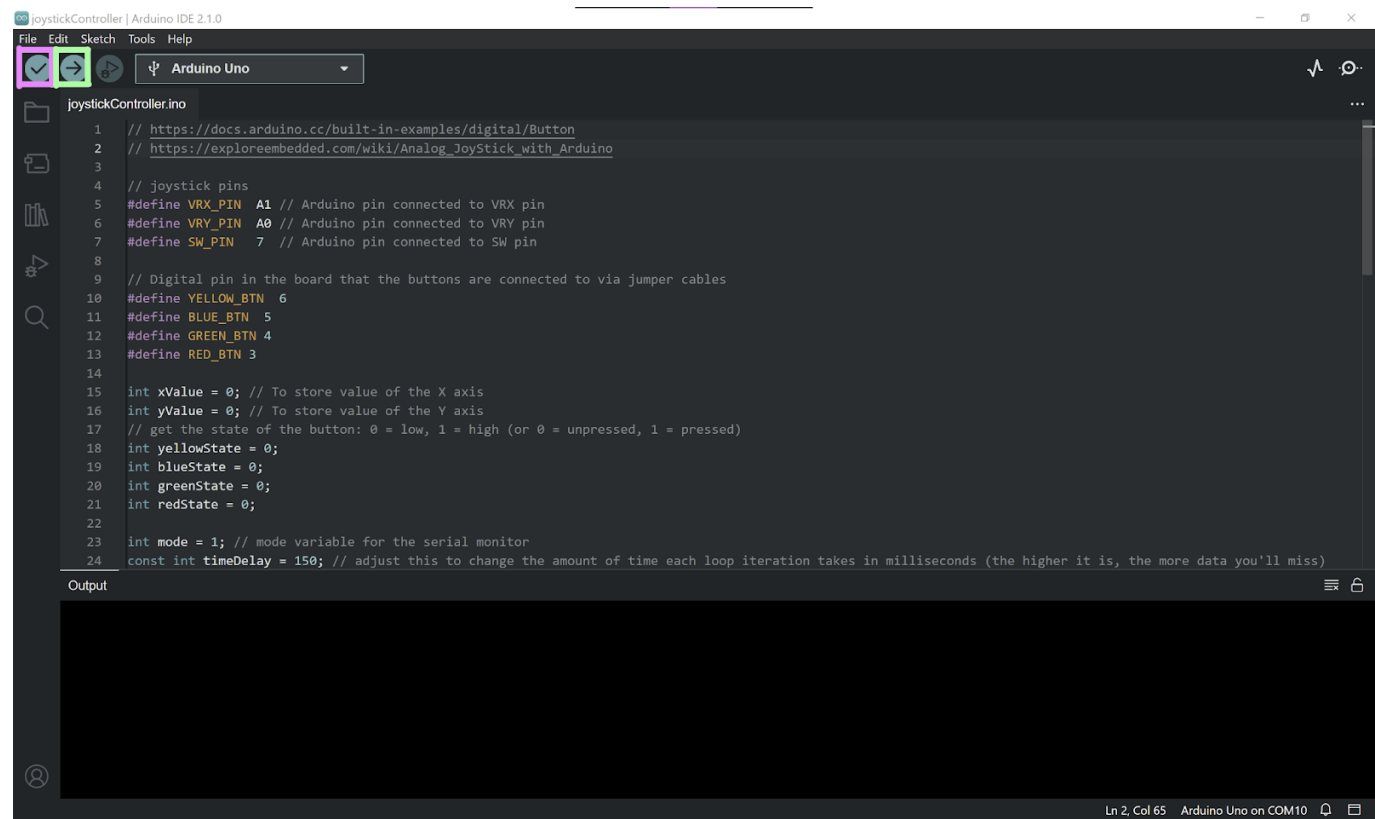 joystickController | Arduino IDE 2.1.0
File Edit Sketch Tools Help
Arduino Uno
joystickController.ino
1 // https://docs.arduino.cc/built-in-examples/digital/Button
2 // https://exploreembedded.com/wiki/Analog_JoyStick_with_Arduino
3
4 // joystick pins
5 #define VRX_PIN  A1 // Arduino pin connected to VRX pin
6 #define VRY_PIN  A0 // Arduino pin connected to VRY pin
7 #define SW_PIN   7  // Arduino pin connected to SW pin
8
9 // Digital pin in the board that the buttons are connected to via jumper cables
10 #define YELLOW_BTN  6
11 #define BLUE_BTN  5
12 #define GREEN_BTN 4
13 #define RED_BTN 3
14
15 int xValue = 0; // To store value of the X axis
16 int yValue = 0; // To store value of the Y axis
17 // get the state of the button: 0 = low, 1 = high (or 0 = unpressed, 1 = pressed)
18 int yellowState = 0;
19 int blueState = 0;
20 int greenState = 0;
21 int redState = 0;
22
23 int mode = 1; // mode variable for the serial monitor
24 const int timeDelay = 150; // adjust this to change the amount of time each loop iteration takes in milliseconds (the higher it is, the more data you'll miss)
Output
Ln 2, Col 65 Arduino Uno on COM10